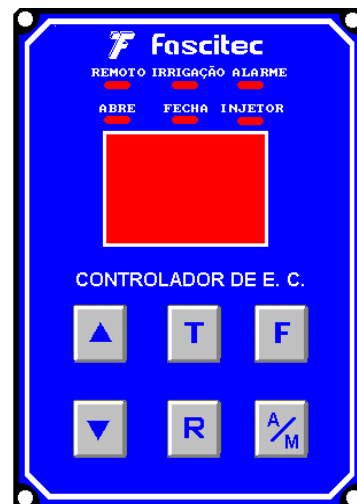 Fascitec
REMOTO IRRIGAÇÃO ALARME
ABRE FECHA INJETOR
CONTROLADOR DE E. C.
T F
R A/M